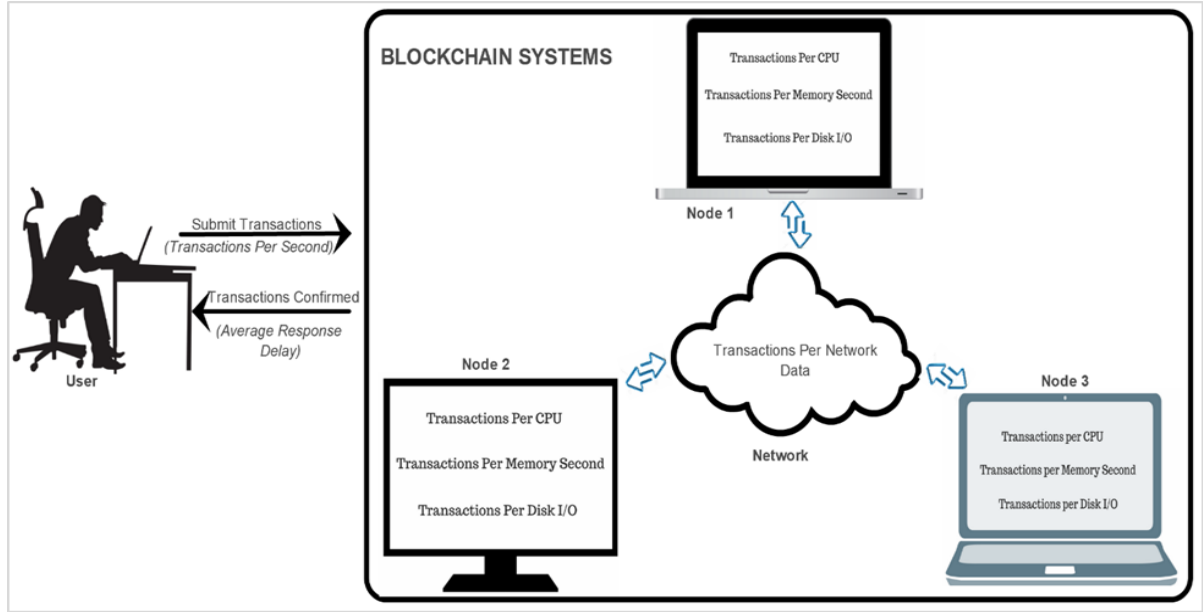 BLOCKCHAIN SYSTEMS
Transactions Per CPU
Transactions Per Memory Second
Transactions Per Disk I/O
Node 1
Submit Transactions
(Transactions Per Second)
Transactions Confirmed
(Average Response
Delay)
User
Transactions Per Network
Data
Network
Node 2
Transactions Per CPU
Transactions Per Memory Second
Transactions Per Disk I/O
Node 3
Transactions per CPU
Transactions per Memory Second
Transactions per Disk I/O